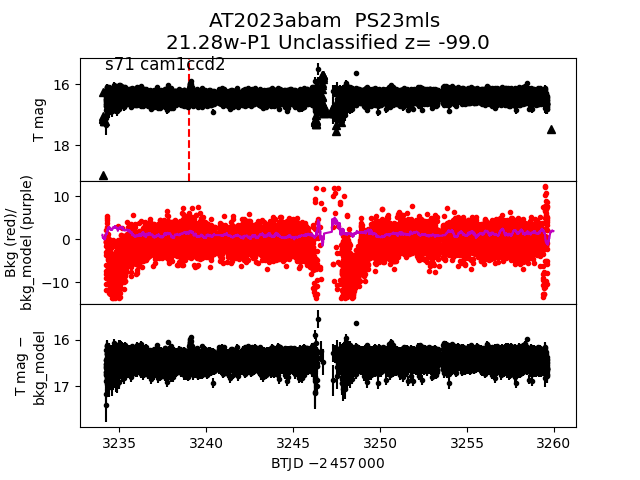 AT2023abam  PS23mls
21.28w-P1 Unclassified z= -99.0
s71 cam1ccd2
T mag
16
18
Bkg (red)/
bkg_model (purple)
10
0
−10
T mag −
bkg_model
16
17
3235
3240
3245
3250
3255
3260
BTJD −2 457 000